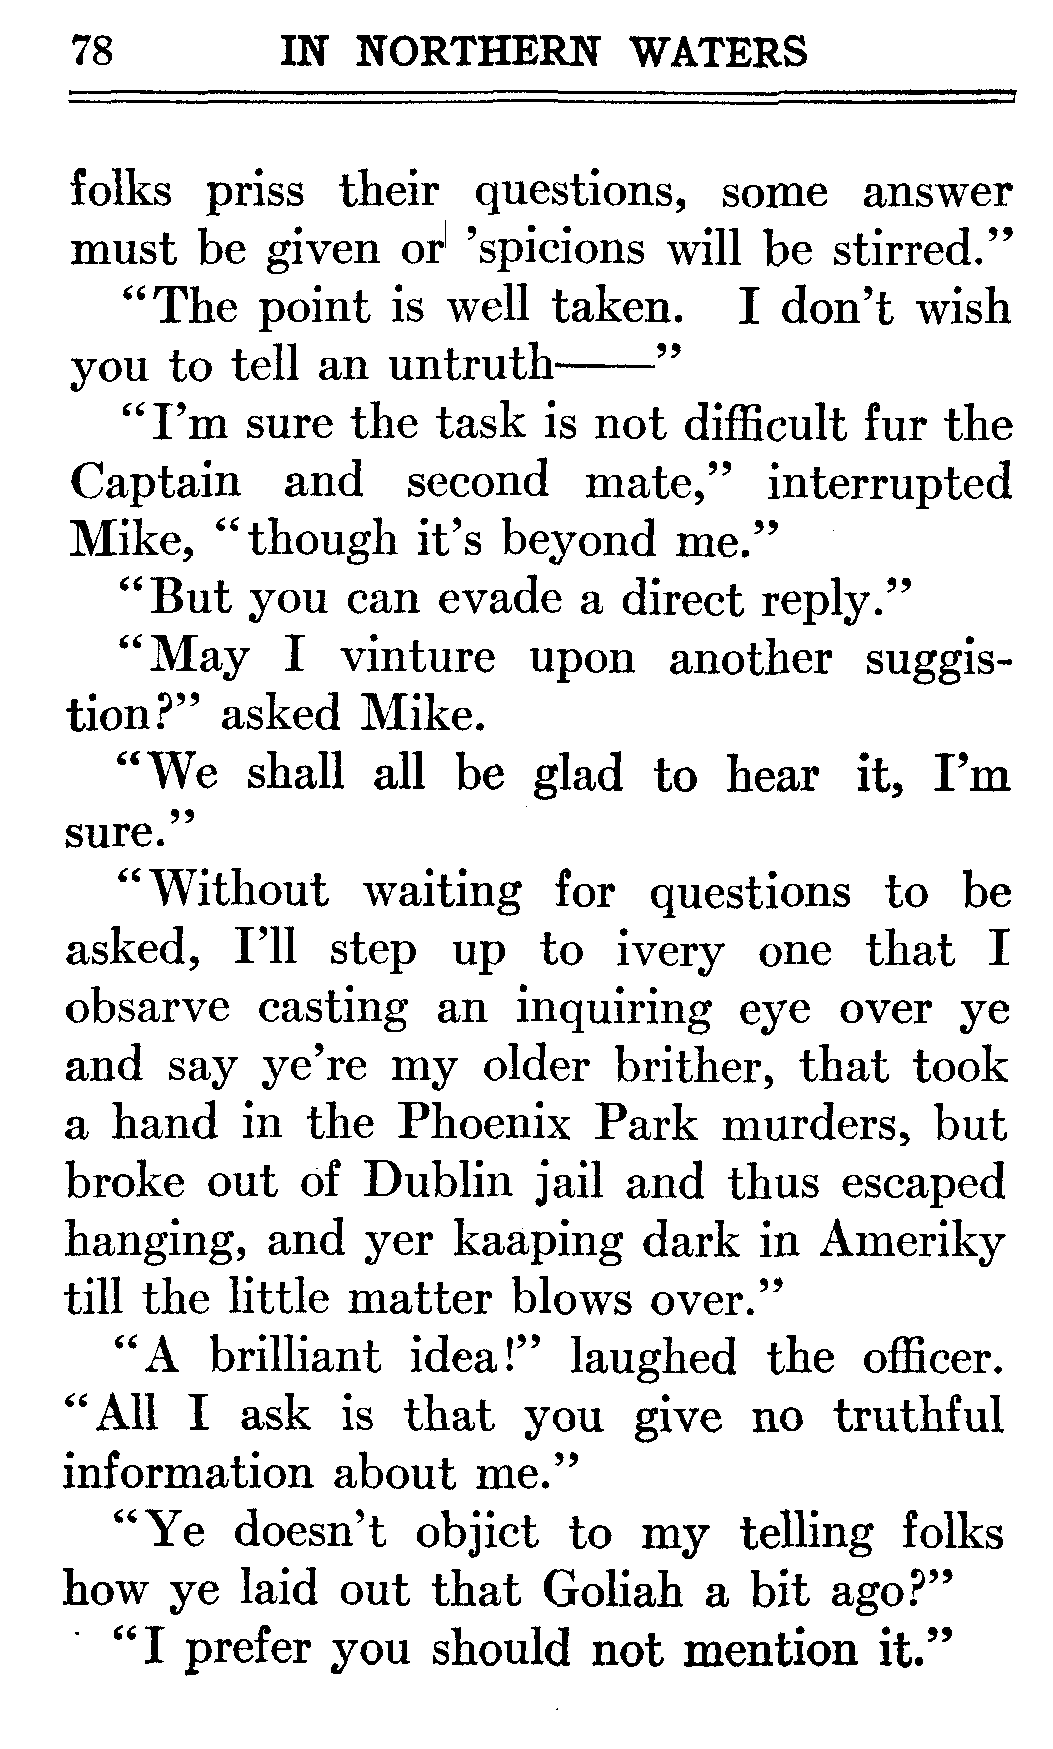 78 IN NORTHERN WATERS
folks priss their questions, some answer
must be given or 'spicions will be stirred."
"The point is well taken. I don't wish
you to tell an untruth——"
"I'm sure the task is not difficult fur the
Captain and second mate," interrupted
Mike, "though it's beyond me."
"But you can evade a direct reply."
"May I vinture upon another suggis-
tion?" asked Mike.
"We shall all be glad to hear it, I'm
sure."
"Without waiting for questions to be
asked, I'll step up to ivery one that I
obsarve casting an inquiring eye over ye
and say ye're my older brither, that took
a hand in the Phoenix Park murders, but
broke out of Dublin jail and thus escaped
hanging, and yer kaaping dark in Ameriky
till the little matter blows over."
"A brilliant idea!" laughed the officer.
"All I ask is that you give no truthful
information about me."
"Ye doesn't objict to my telling folks
how ye laid out that Goliah a bit ago?"
"I prefer you should not mention it."